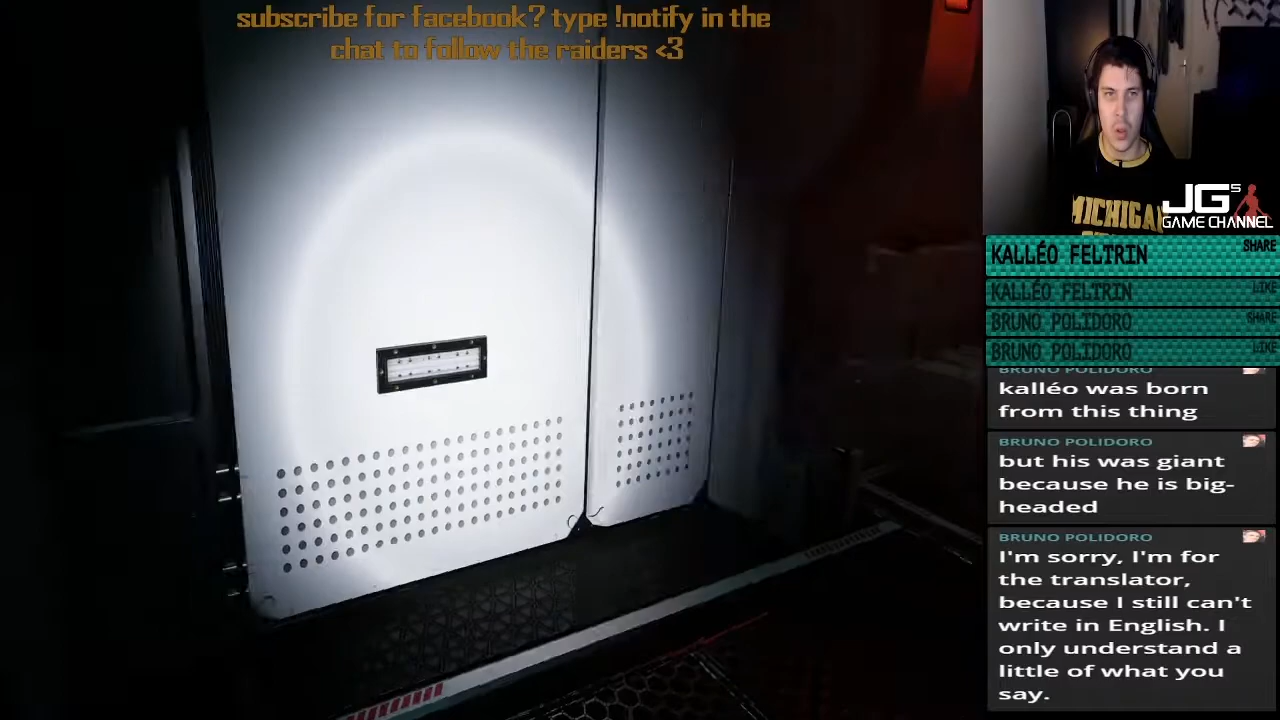 subscribe for facebook? type !notify in the
chat to follow the raiders <3
MICHIGAN
JG5
GAME CHANNEL
KALLÉO FELTRIN SHARE
KALLÉO FELTRIN LIKE
BRUNO POLIDORO SHARE
BRUNO POLIDORO LIKE
BRUNO POLIDORO
kalléo was born
from this thing
BRUNO POLIDORO
but his was giant
because he is big-
headed
BRUNO POLIDORO
I'm sorry, I'm for
the translator,
because I still can't
write in English. I
only understand a
little of what you
say.